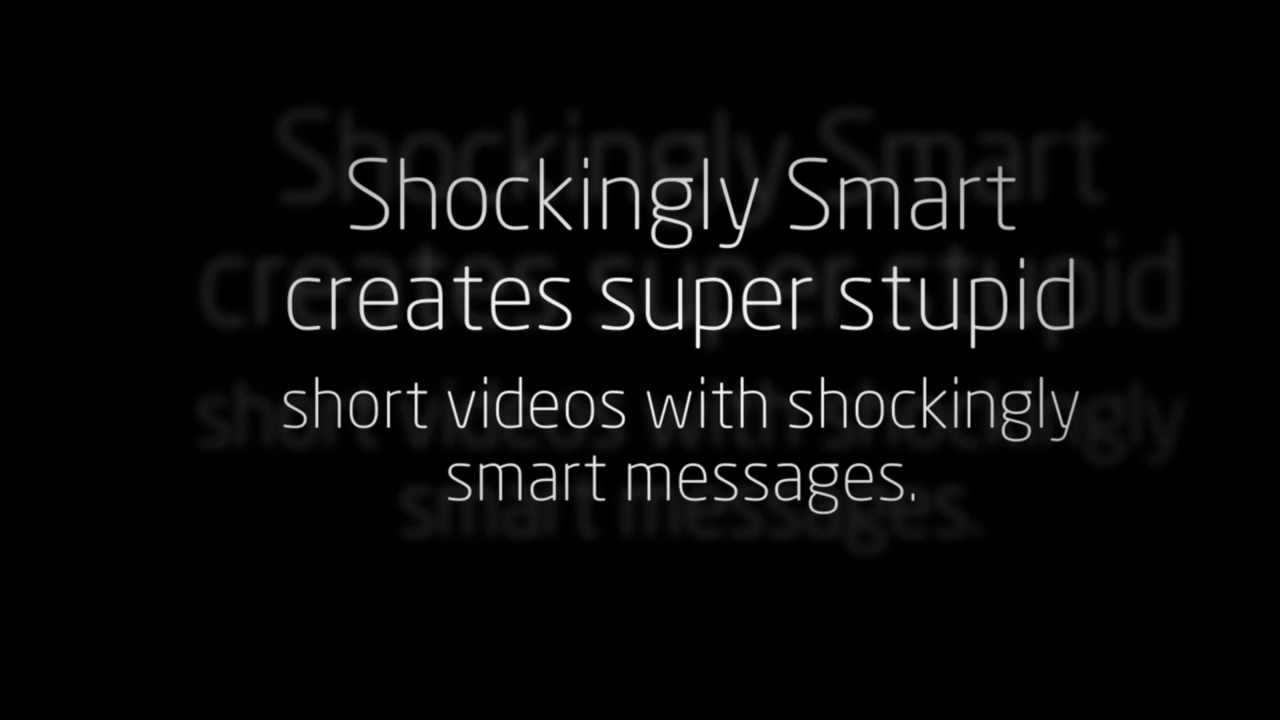 Shockingly Smart
creates super stupid
short videos with shockingly
smart messages.